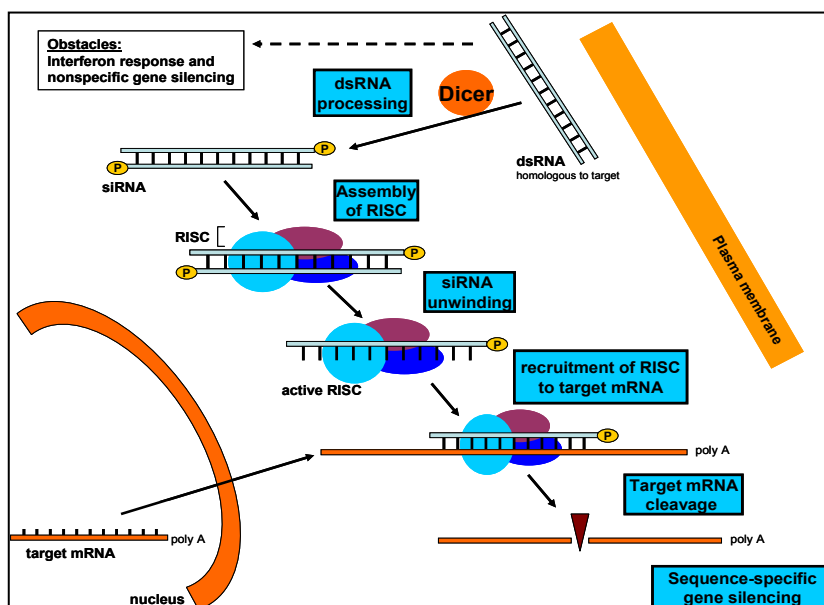 Obstacles:
Interferon response and
nonspecific gene silencing
dsRNA
processing
Dicer
dsRNA
homologous to target
P
P
siRNA
Assembly
of RISC
RISC
P
P
Plasma membrane
siRNA
unwinding
P
active RISC
recruitment of RISC
to target mRNA
P
poly A
Target mRNA
cleavage
poly A
target mRNA
poly A
nucleus
Sequence-specific
gene silencing